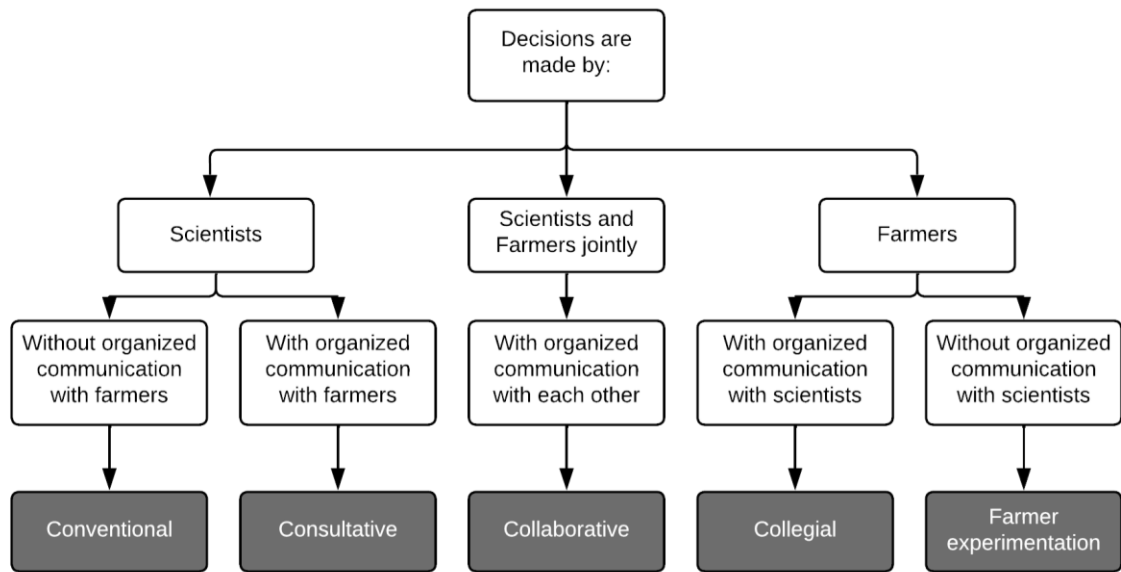 Decisions are
made by:
Scientists
Scientists and
Farmers jointly
Farmers
Without organized
communication
with farmers
With organized
communication
with farmers
With organized
communication
with each other
With organized
communication
with scientists
Without organized
communication
with scientists
Conventional
Consultative
Collaborative
Collegial
Farmer
experimentation